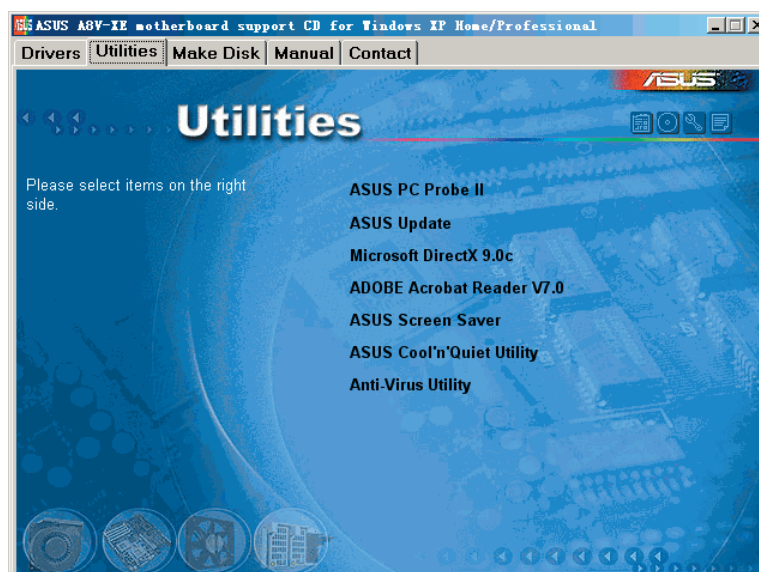 ASUS A8V-XE motherboard support CD for Windows XP Home/Professional
Drivers Utilities Make Disk Manual Contact
ASUS
Utilities
Please select items on the right
side.
ASUS PC Probe II
ASUS Update
Microsoft DirectX 9.0c
ADOBE Acrobat Reader V7.0
ASUS Screen Saver
ASUS Cool'n'Quiet Utility
Anti-Virus Utility